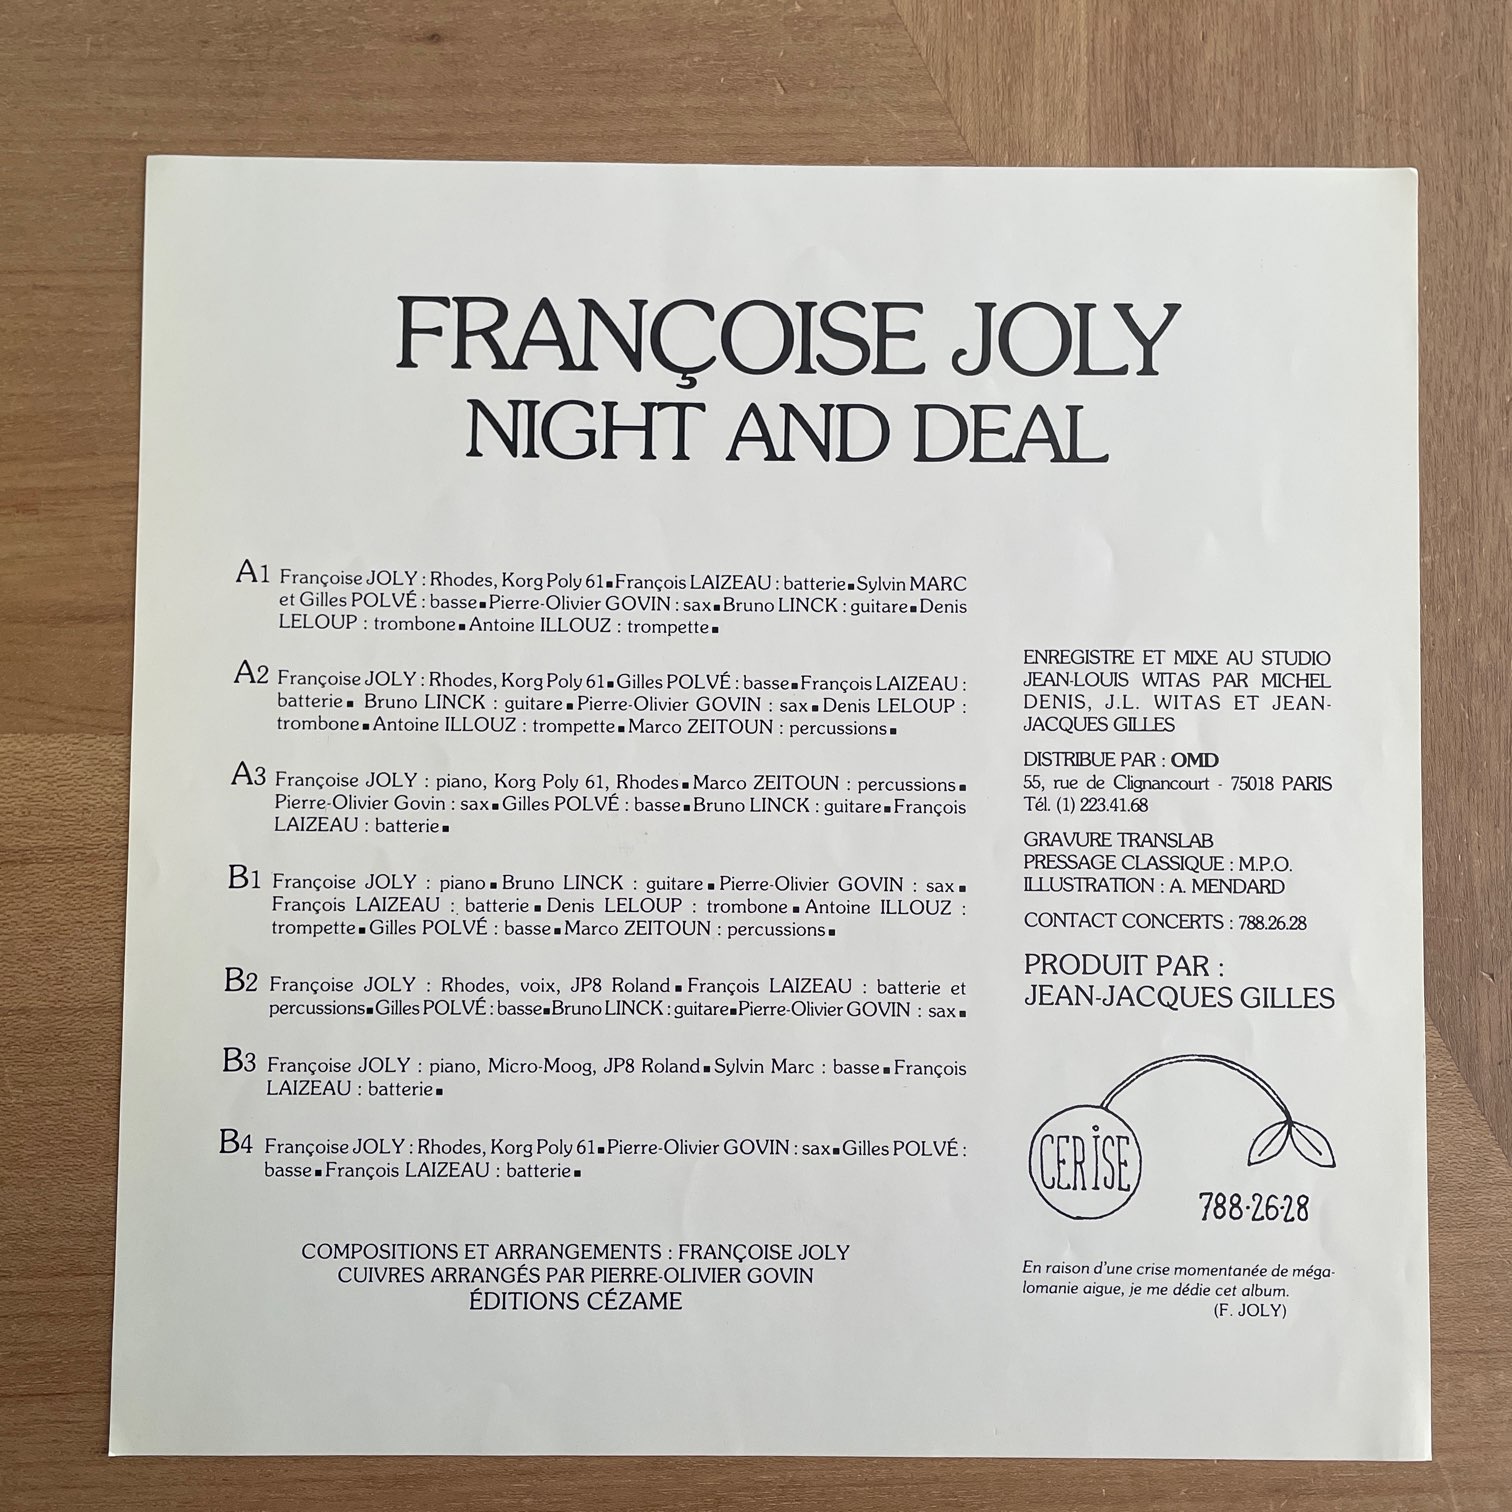 FRANÇOISE JOLY
NIGHT AND DEAL
A1 Françoise JOLY : Rhodes, Korg Poly 61■François LAIZEAU : batterie■Sylvin MARC
et Gilles POLVÉ : basse■Pierre-Olivier GOVIN : sax■Bruno LINCK : guitare■Denis
LELOUP : trombone■Antoine ILLOUZ : trompette■
A2 Françoise JOLY : Rhodes, Korg Poly 61■Gilles POLVÉ : basse■François LAIZEAU :
batterie■ Bruno LINCK : guitare■Pierre-Olivier GOVIN : sax■Denis LELOUP :
trombone■Antoine ILLOUZ : trompette■Marco ZEITOUN : percussions■
A3 Françoise JOLY : piano, Korg Poly 61, Rhodes■Marco ZEITOUN : percussions■
Pierre-Olivier Govin : sax■Gilles POLVÉ : basse■Bruno LINCK : guitare■François
LAIZEAU : batterie■
B1 Françoise JOLY : piano■Bruno LINCK : guitare■Pierre-Olivier GOVIN : sax■
François LAIZEAU : batterie■Denis LELOUP : trombone■Antoine ILLOUZ :
trompette■Gilles POLVÉ : basse■Marco ZEITOUN : percussions■
B2 Françoise JOLY : Rhodes, voix, JP8 Roland■François LAIZEAU : batterie et
percussions■Gilles POLVÉ : basse■Bruno LINCK : guitare■Pierre-Olivier GOVIN : sax■
B3 Françoise JOLY : piano, Micro-Moog, JP8 Roland■Sylvin Marc : basse■François
LAIZEAU : batterie■
B4 Françoise JOLY : Rhodes, Korg Poly 61■Pierre-Olivier GOVIN : sax■Gilles POLVÉ :
basse■François LAIZEAU : batterie■
COMPOSITIONS ET ARRANGEMENTS : FRANÇOISE JOLY
CUIVRES ARRANGÉS PAR PIERRE-OLIVIER GOVIN
ÉDITIONS CÉZAME
ENREGISTRE ET MIXE AU STUDIO
JEAN-LOUIS WITAS PAR MICHEL
DENIS, J.L. WITAS ET JEAN-
JACQUES GILLES
DISTRIBUE PAR : OMD
55, rue de Clignancourt - 75018 PARIS
Tél. (1) 223.41.68
GRAVURE TRANSLAB
PRESSAGE CLASSIQUE : M.P.O.
ILLUSTRATION : A. MENDARD
CONTACT CONCERTS : 788.26.28
PRODUIT PAR :
JEAN-JACQUES GILLES
CERISE
788·26·28
En raison d'une crise momentanée de méga-
lomanie aigue, je me dédie cet album.
(F. JOLY)